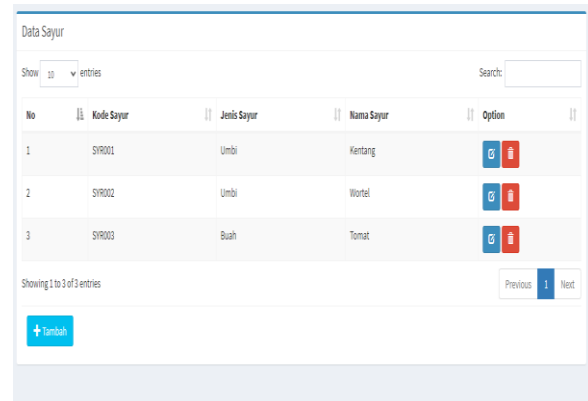 Data Sayur
Show 10 entries Search:
No Kode Sayur Jenis Sayur Nama Sayur Option
1 SYR001 Umbi Kentang
2 SYR002 Umbi Wortel
3 SYR003 Buah Tomat
Showing 1 to 3 of 3 entries Previous 1 Next
Tambah